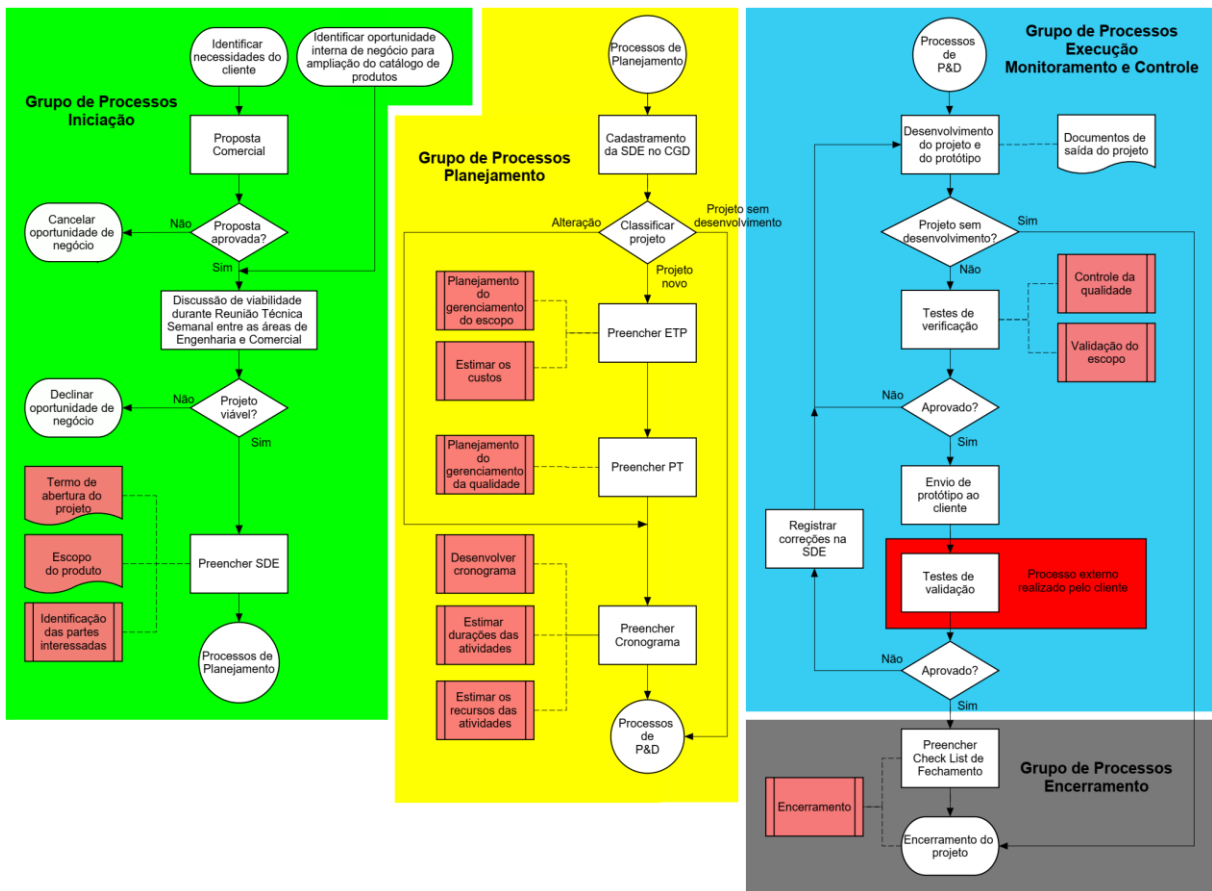 Identificar
necessidades do
cliente
Identificar oportunidade
interna de negócio para
ampliação do catálogo de
produtos
Grupo de Processos
Iniciação
Proposta
Comercial
Cancelar
oportunidade de
negócio
Não
Proposta
aprovada?
Sim
Discussão de viabilidade
durante Reunião Técnica
Semanal entre as áreas de
Engenharia e Comercial
Declinar
oportunidade de
negócio
Não
Projeto
viável?
Sim
Termo de
abertura do
projeto
Escopo
do produto
Identificação
das partes
interessadas
Preencher SDE
Processos de
Planejamento
Processos de
Planejamento
Grupo de Processos
Planejamento
Cadastramento
da SDE no CGD
Alteração
Classificar
projeto
Projeto sem
desenvolvimento
Projeto
novo
Planejamento
do
gerenciamento
do escopo
Estimar os
custos
Preencher ETP
Planejamento
do
gerenciamento
da qualidade
Preencher PT
Desenvolver
cronograma
Estimar
durações das
atividades
Estimar os
recursos das
atividades
Preencher
Cronograma
Processos
de
P&D
Processos
de
P&D
Grupo de Processos
Execução
Monitoramento e Controle
Desenvolvimento
do projeto e
do protótipo
Documentos de
saída do projeto
Projeto sem
desenvolvimento?
Sim
Não
Testes de
verificação
Controle da
qualidade
Validação do
escopo
Não
Aprovado?
Sim
Envio de
protótipo ao
cliente
Registrar
correções na
SDE
Testes de
validação
Processo externo
realizado pelo cliente
Não
Aprovado?
Sim
Preencher
Check List de
Fechamento
Grupo de Processos
Encerramento
Encerramento
Encerramento do
projeto